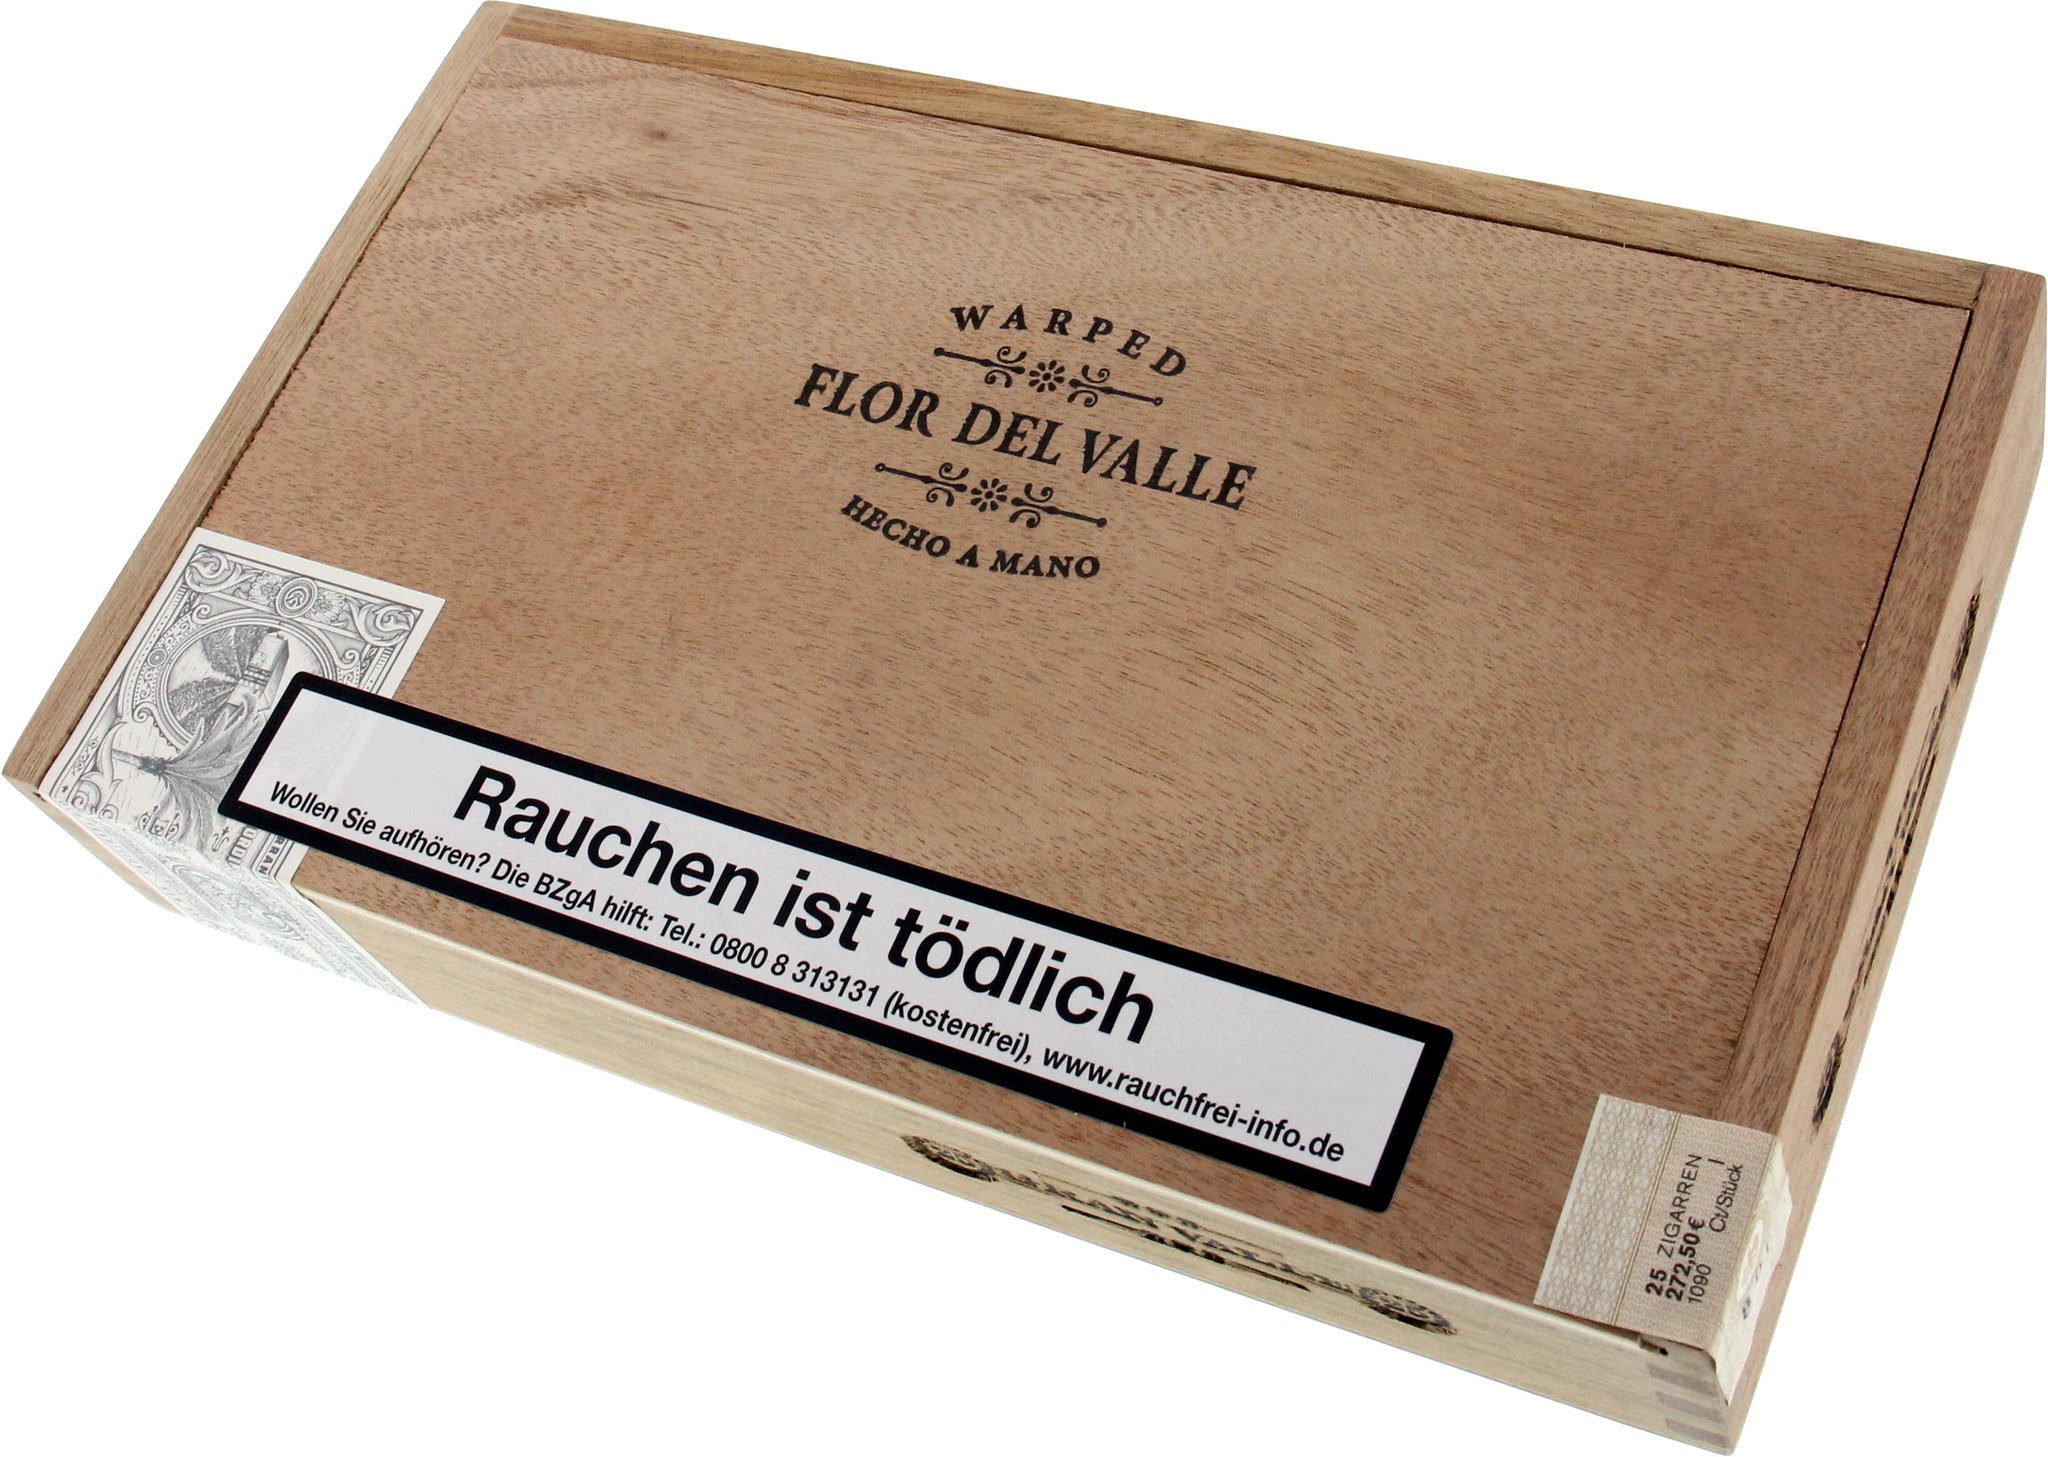 WARPED
FLOR DEL VALLE
HECHO A MANO
Rauchen ist tödlich
Wollen Sie aufhören? Die BZgA hilft: Tel.: 0800 8 313131 (kostenfrei), www.rauchfrei-info.de
25 ZIGARREN
272,50 €
1090 Ct/Stück
I